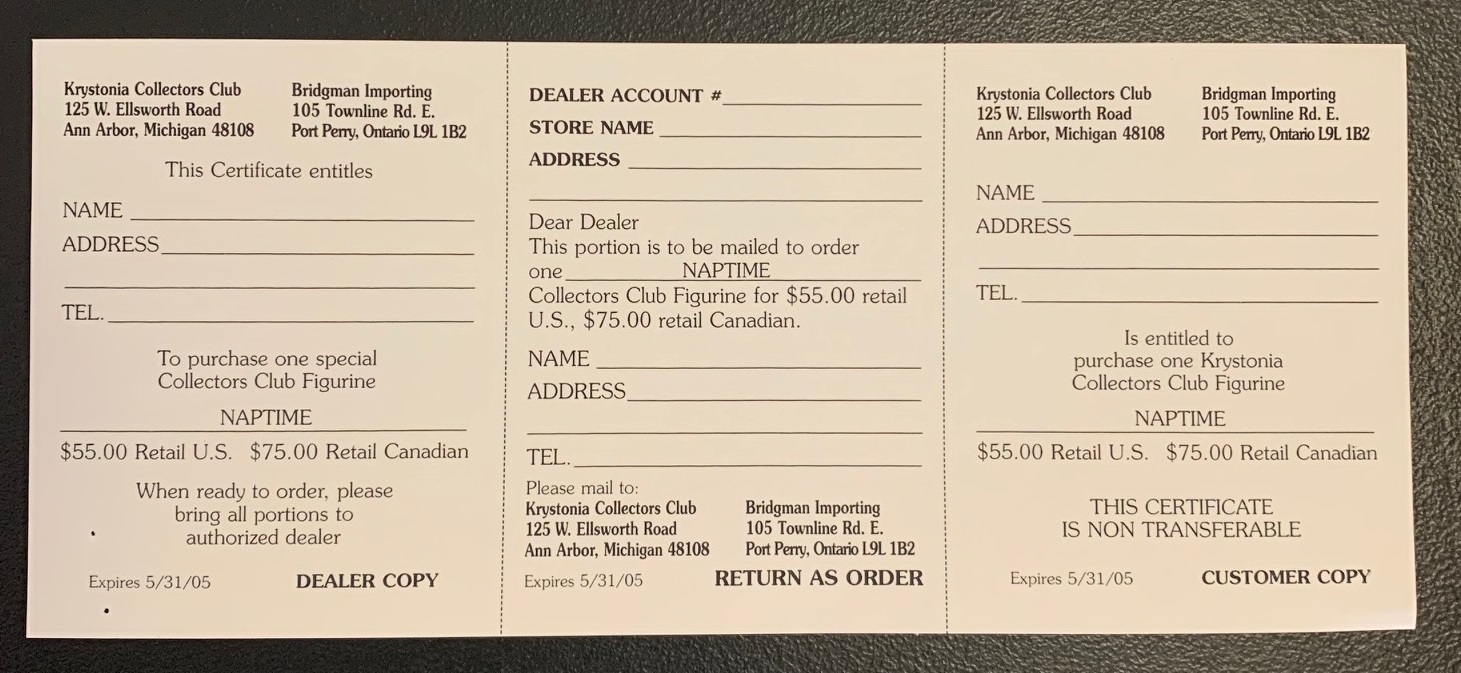 Krystonia Collectors Club
125 W. Ellsworth Road
Ann Arbor, Michigan 48108
Bridgman Importing
105 Townline Rd. E.
Port Perry, Ontario L9L 1B2
This Certificate entitles
NAME
ADDRESS
TEL.
To purchase one special
Collectors Club Figurine
NAPTIME
$55.00 Retail U.S. $75.00 Retail Canadian
When ready to order, please
bring all portions to
authorized dealer
Expires 5/31/05 DEALER COPY
DEALER ACCOUNT #
STORE NAME
ADDRESS
Dear Dealer
This portion is to be mailed to order
one NAPTIME
Collectors Club Figurine for $55.00 retail
U.S., $75.00 retail Canadian.
NAME
ADDRESS
TEL.
Please mail to:
Krystonia Collectors Club
125 W. Ellsworth Road
Ann Arbor, Michigan 48108
Bridgman Importing
105 Townline Rd. E.
Port Perry, Ontario L9L 1B2
Expires 5/31/05 RETURN AS ORDER
Krystonia Collectors Club
125 W. Ellsworth Road
Ann Arbor, Michigan 48108
Bridgman Importing
105 Townline Rd. E.
Port Perry, Ontario L9L 1B2
NAME
ADDRESS
TEL.
Is entitled to
purchase one Krystonia
Collectors Club Figurine
NAPTIME
$55.00 Retail U.S. $75.00 Retail Canadian
THIS CERTIFICATE
IS NON TRANSFERABLE
Expires 5/31/05 CUSTOMER COPY